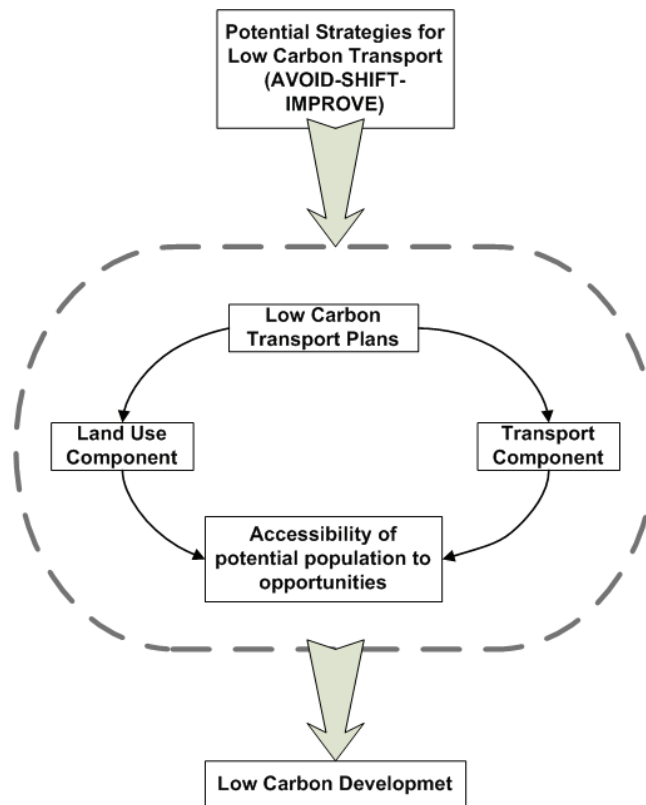 Potential Strategies for
Low Carbon Transport
(AVOID-SHIFT-
IMPROVE)
Low Carbon
Transport Plans
Land Use
Component
Transport
Component
Accessibility of
potential population to
opportunities
Low Carbon Developmet